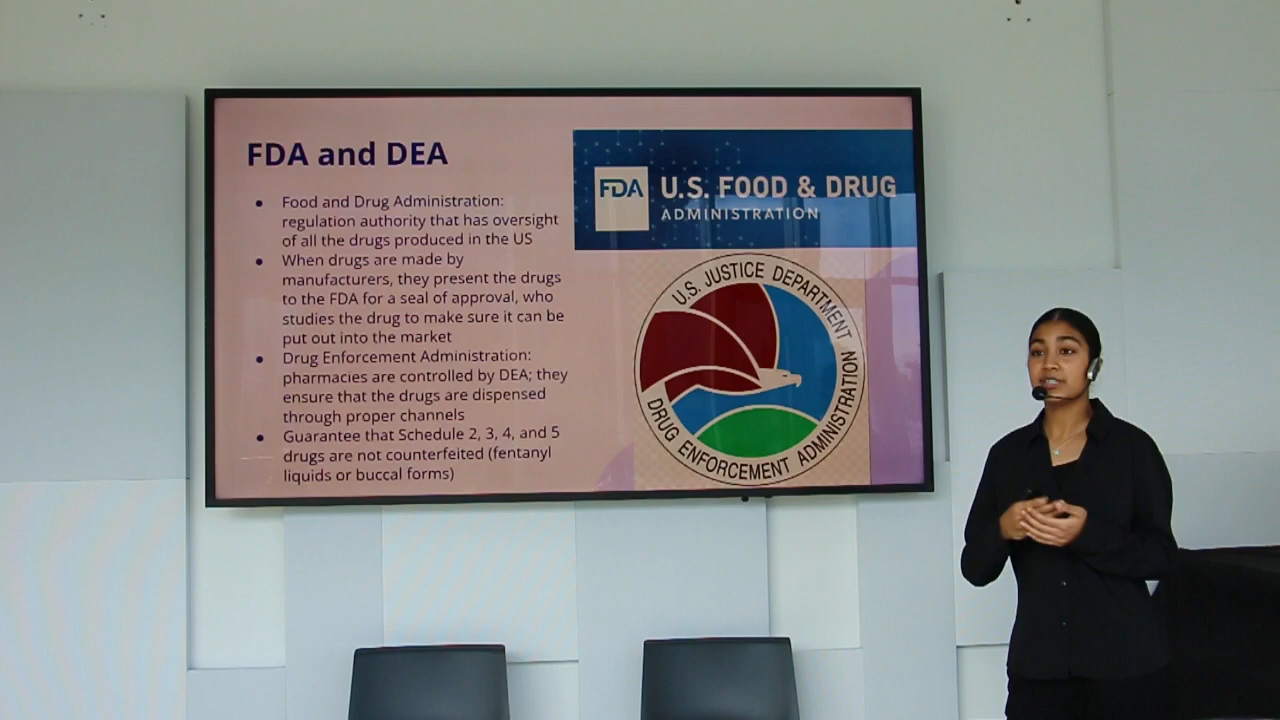 FDA and DEA
● Food and Drug Administration:
regulation authority that has oversight
of all the drugs produced in the US
● When drugs are made by
manufacturers, they present the drugs
to the FDA for a seal of approval, who
studies the drug to make sure it can be
put out into the market
● Drug Enforcement Administration:
pharmacies are controlled by DEA; they
ensure that the drugs are dispensed
through proper channels
● Guarantee that Schedule 2, 3, 4, and 5
drugs are not counterfeited (fentanyl
liquids or buccal forms)
FDA
U.S. FOOD & DRUG
ADMINISTRATION
U.S. JUSTICE DEPARTMENT
DRUG ENFORCEMENT ADMINISTRATION